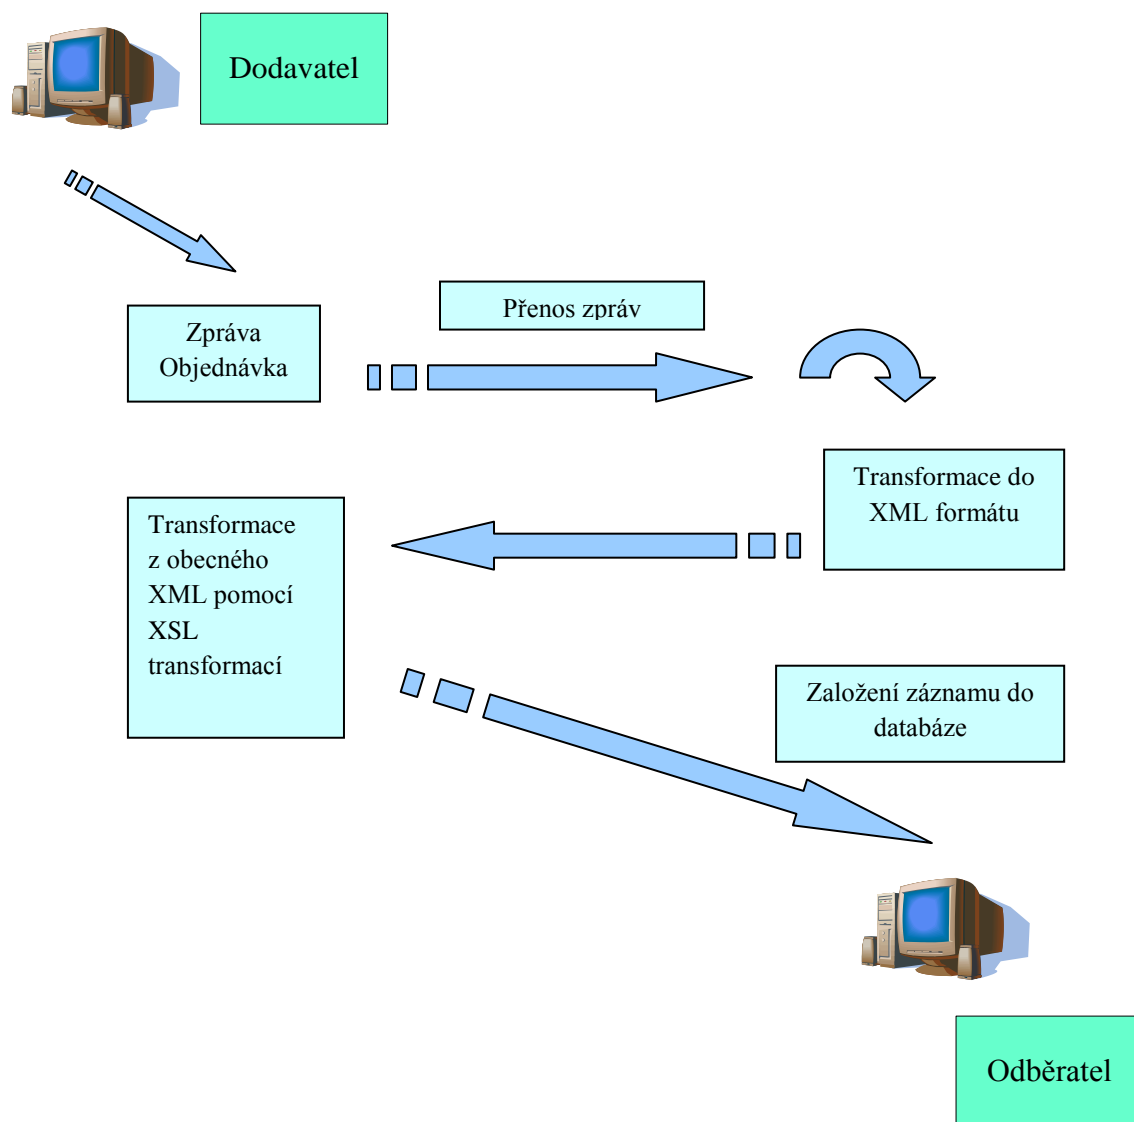 Dodavatel
Zpráva
Objednávka
Přenos zpráv
Transformace do
XML formátu
Transformace
z obecného
XML pomocí
XSL
transformací
Založení záznamu do
databáze
Odběratel